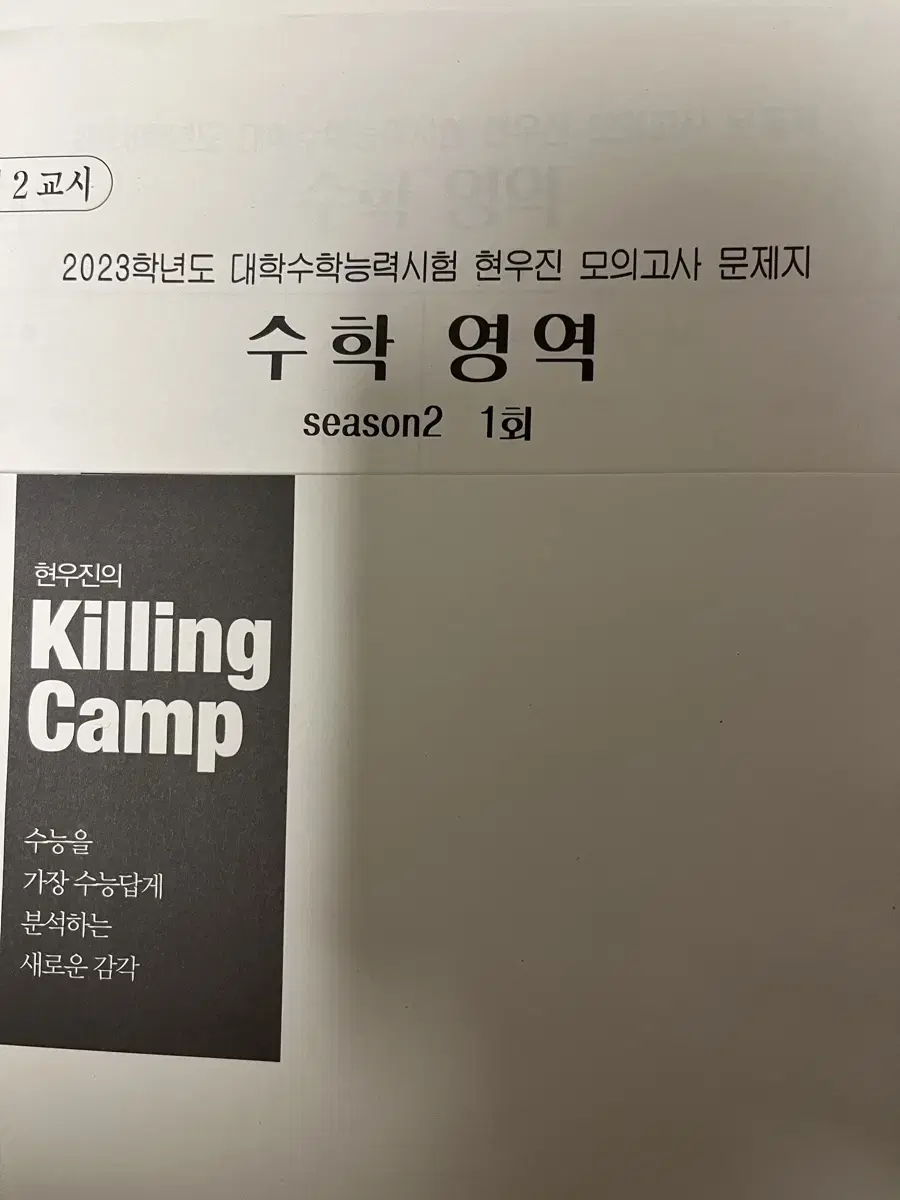 2교시
2023학년도 대학수학능력시험 현우진 모의고사 문제지
수학 영역
season2 1회
현우진의
Killing
Camp
수능을
가장 수능답게
분석하는
새로운 감각